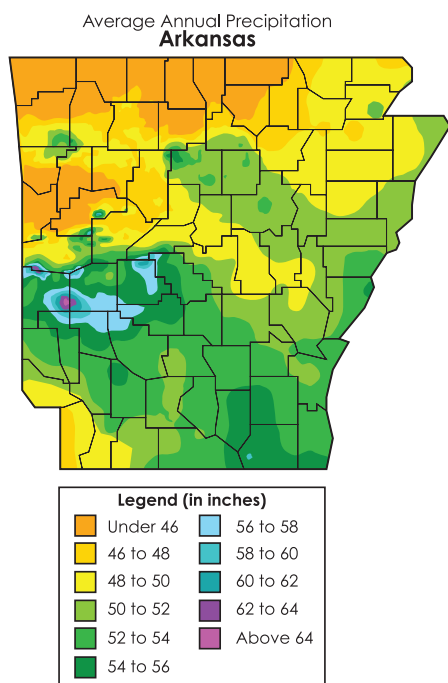 Average Annual Precipitation
Arkansas
Legend (in inches)
Under 46
46 to 48
48 to 50
50 to 52
52 to 54
54 to 56
56 to 58
58 to 60
60 to 62
62 to 64
Above 64